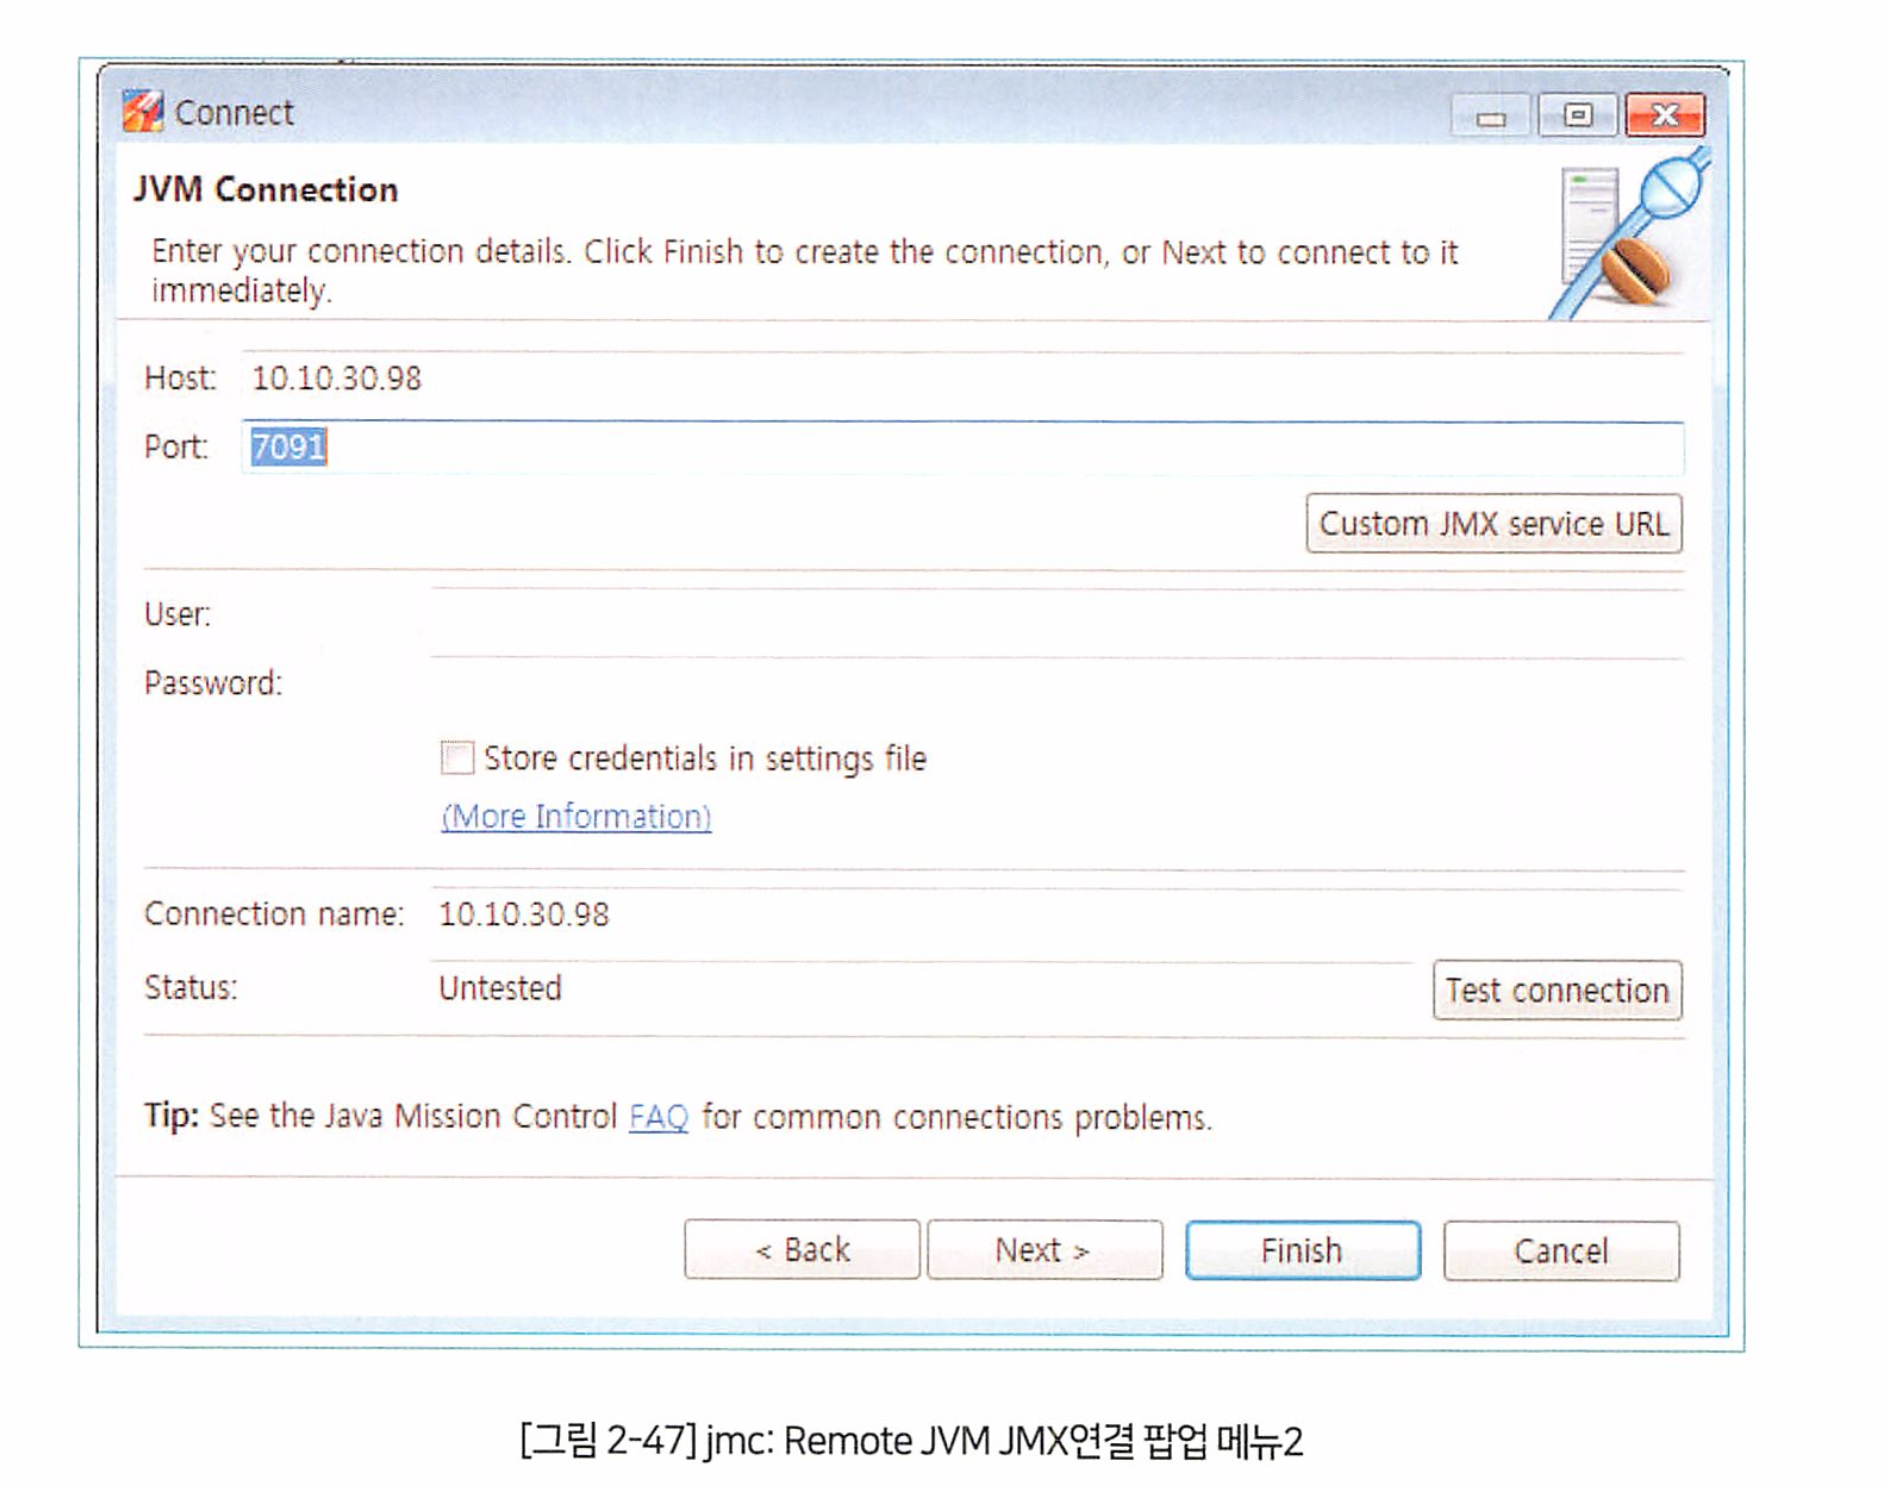 Connect
JVM Connection
Enter your connection details. Click Finish to create the connection, or Next to connect to it
immediately.
Host: 10.10.30.98
Port: 7091
Custom JMX service URL
User:
Password:
Store credentials in settings file
(More Information)
Connection name: 10.10.30.98
Status: Untested
Test connection
Tip: See the Java Mission Control FAQ for common connections problems.
< Back
Next >
Finish
Cancel
[그림 2-47] jmc: Remote JVM JMX연결 팝업 메뉴2